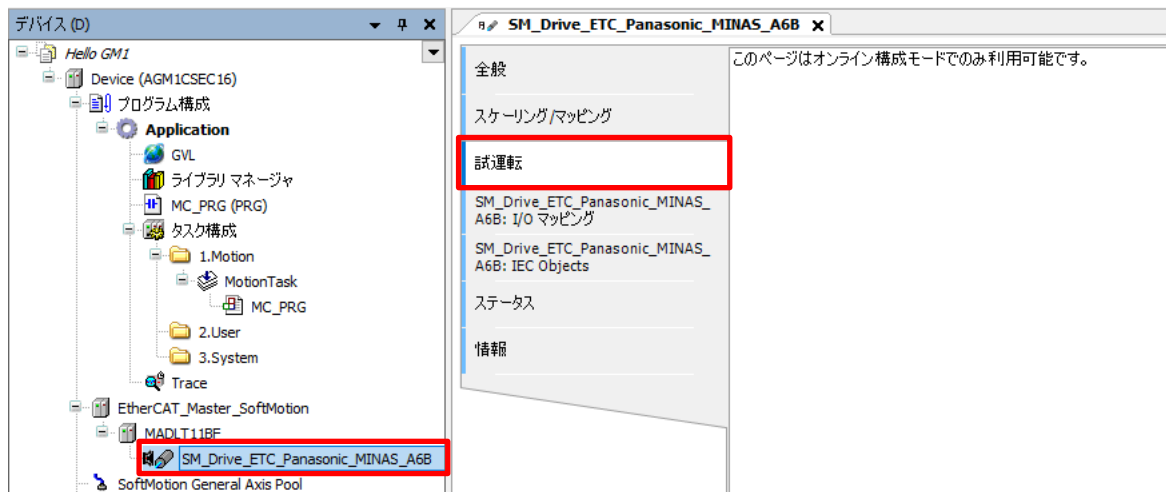 デバイス (D)
Hello GM1
Device (AGM1CSEC16)
プログラム構成
Application
GVL
ライブラリ マネージャ
MC_PRG (PRG)
タスク構成
1.Motion
MotionTask
MC_PRG
2.User
3.System
Trace
EtherCAT_Master_SoftMotion
MADLT11BF
SM_Drive_ETC_Panasonic_MINAS_A6B
SoftMotion General Axis Pool
SM_Drive_ETC_Panasonic_MINAS_A6B
全般
スケーリング/マッピング
試運転
SM_Drive_ETC_Panasonic_MINAS_
A6B: I/O マッピング
SM_Drive_ETC_Panasonic_MINAS_
A6B: IEC Objects
ステータス
情報
このページはオンライン構成モードでのみ利用可能です。